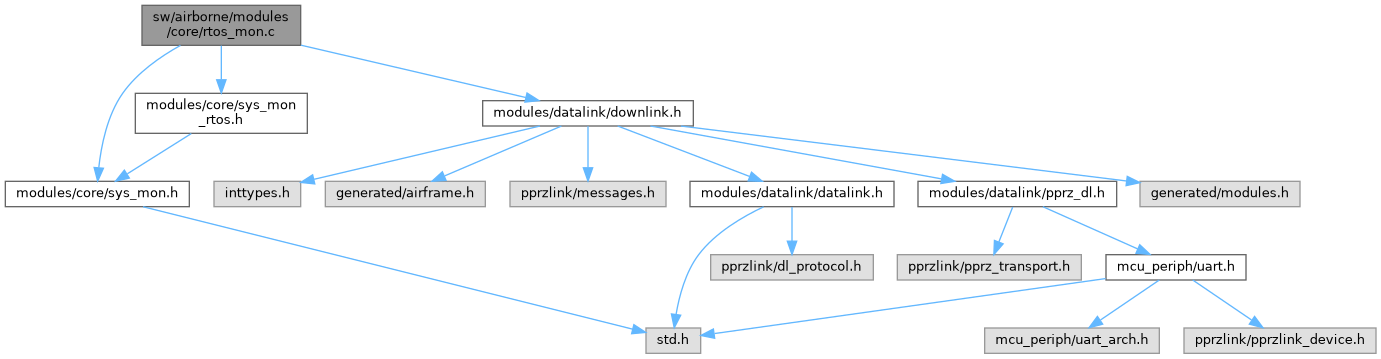 sw/airborne/modules
/core/rtos_mon.c
modules/core/sys_mon
_rtos.h
modules/datalink/downlink.h
modules/core/sys_mon.h
inttypes.h
generated/airframe.h
pprzlink/messages.h
modules/datalink/datalink.h
modules/datalink/pprz_dl.h
generated/modules.h
pprzlink/dl_protocol.h
pprzlink/pprz_transport.h
mcu_periph/uart.h
std.h
mcu_periph/uart_arch.h
pprzlink/pprzlink_device.h